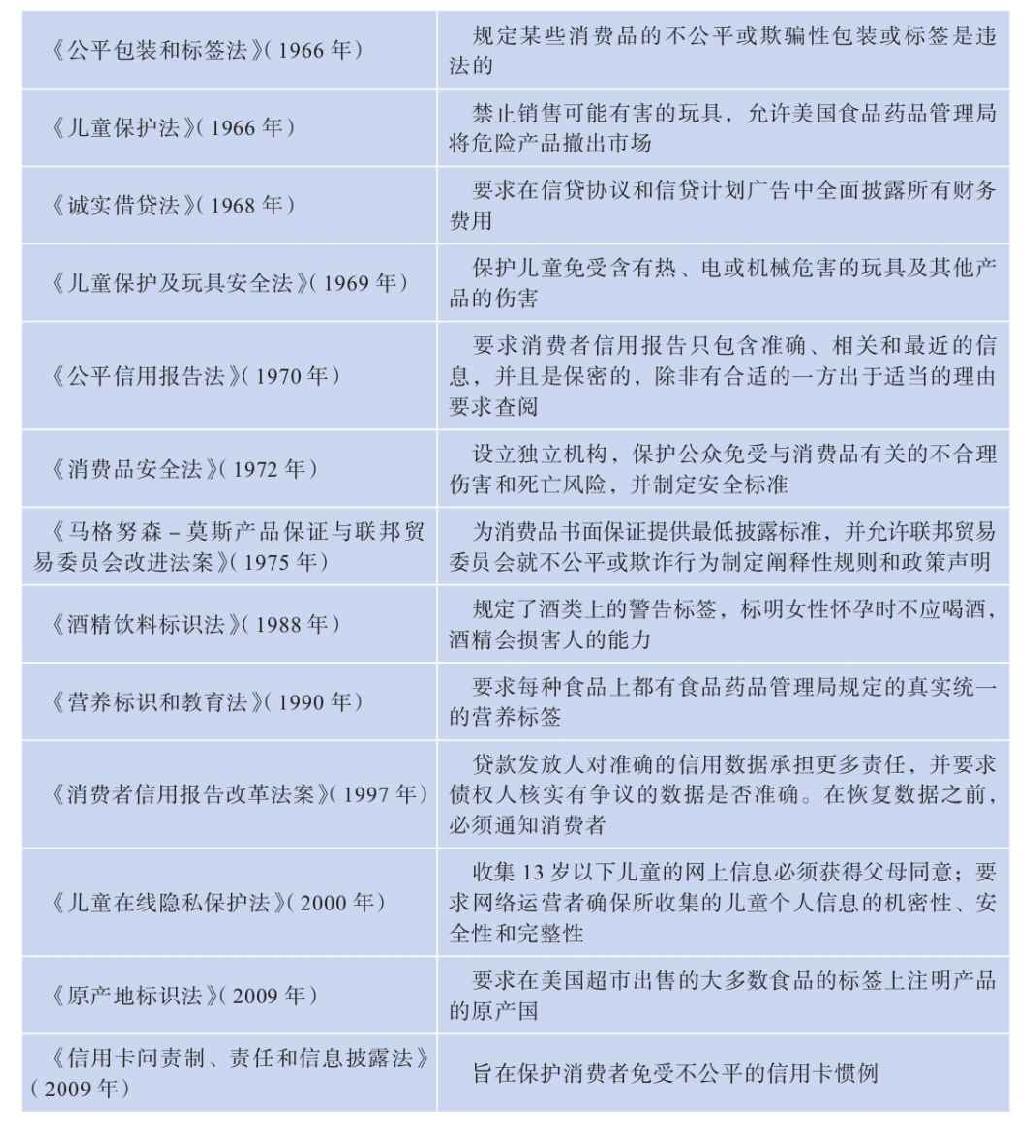 《公平包装和标签法》(1966 年)
规定某些消费品的不公平或欺骗性包装或标签是违
法的
《儿童保护法》(1966 年)
禁止销售可能有害的玩具，允许美国食品药品管理局
将危险产品撤出市场
《诚实借贷法》(1968 年)
要求在信贷协议和信贷计划广告中全面披露所有财务
费用
《儿童保护及玩具安全法》(1969 年)
保护儿童免受含有热、电或机械危害的玩具及其他产
品的伤害
《公平信用报告法》(1970 年)
要求消费者信用报告只包含准确、相关和最近的信
息，并且是保密的，除非有合适的一方出于适当的理由
要求查阅
《消费品安全法》(1972 年)
设立独立机构，保护公众免受与消费品有关的不合理
伤害和死亡风险，并制定安全标准
《马格努森－莫斯产品保证与联邦贸
易委员会改进法案》(1975 年)
为消费品书面保证提供最低披露标准，并允许联邦贸易
委员会就不公平或欺诈行为制定阐释性规则和政策声明
《酒精饮料标识法》(1988 年)
规定了酒类上的警告标签，标明女性怀孕时不应喝酒，
酒精会损害人的能力
《营养标识和教育法》(1990 年)
要求每种食品上都有食品药品管理局规定的真实统一
的营养标签
《消费者信用报告改革法案》(1997 年)
贷款发放人对准确的信用数据承担更多责任，并要求
债权人核实有争议的数据是否准确。在恢复数据之前，
必须通知消费者
《儿童在线隐私保护法》(2000 年)
收集 13 岁以下儿童的网上信息必须获得父母同意；要
求网络运营者确保所收集的儿童个人信息的机密性、安
全性和完整性
《原产地标识法》(2009 年)
要求在美国超市出售的大多数食品的标签上注明产品
的原产国
《信用卡问责制、责任和信息披露法》
(2009 年)
旨在保护消费者免受不公平的信用卡惯例